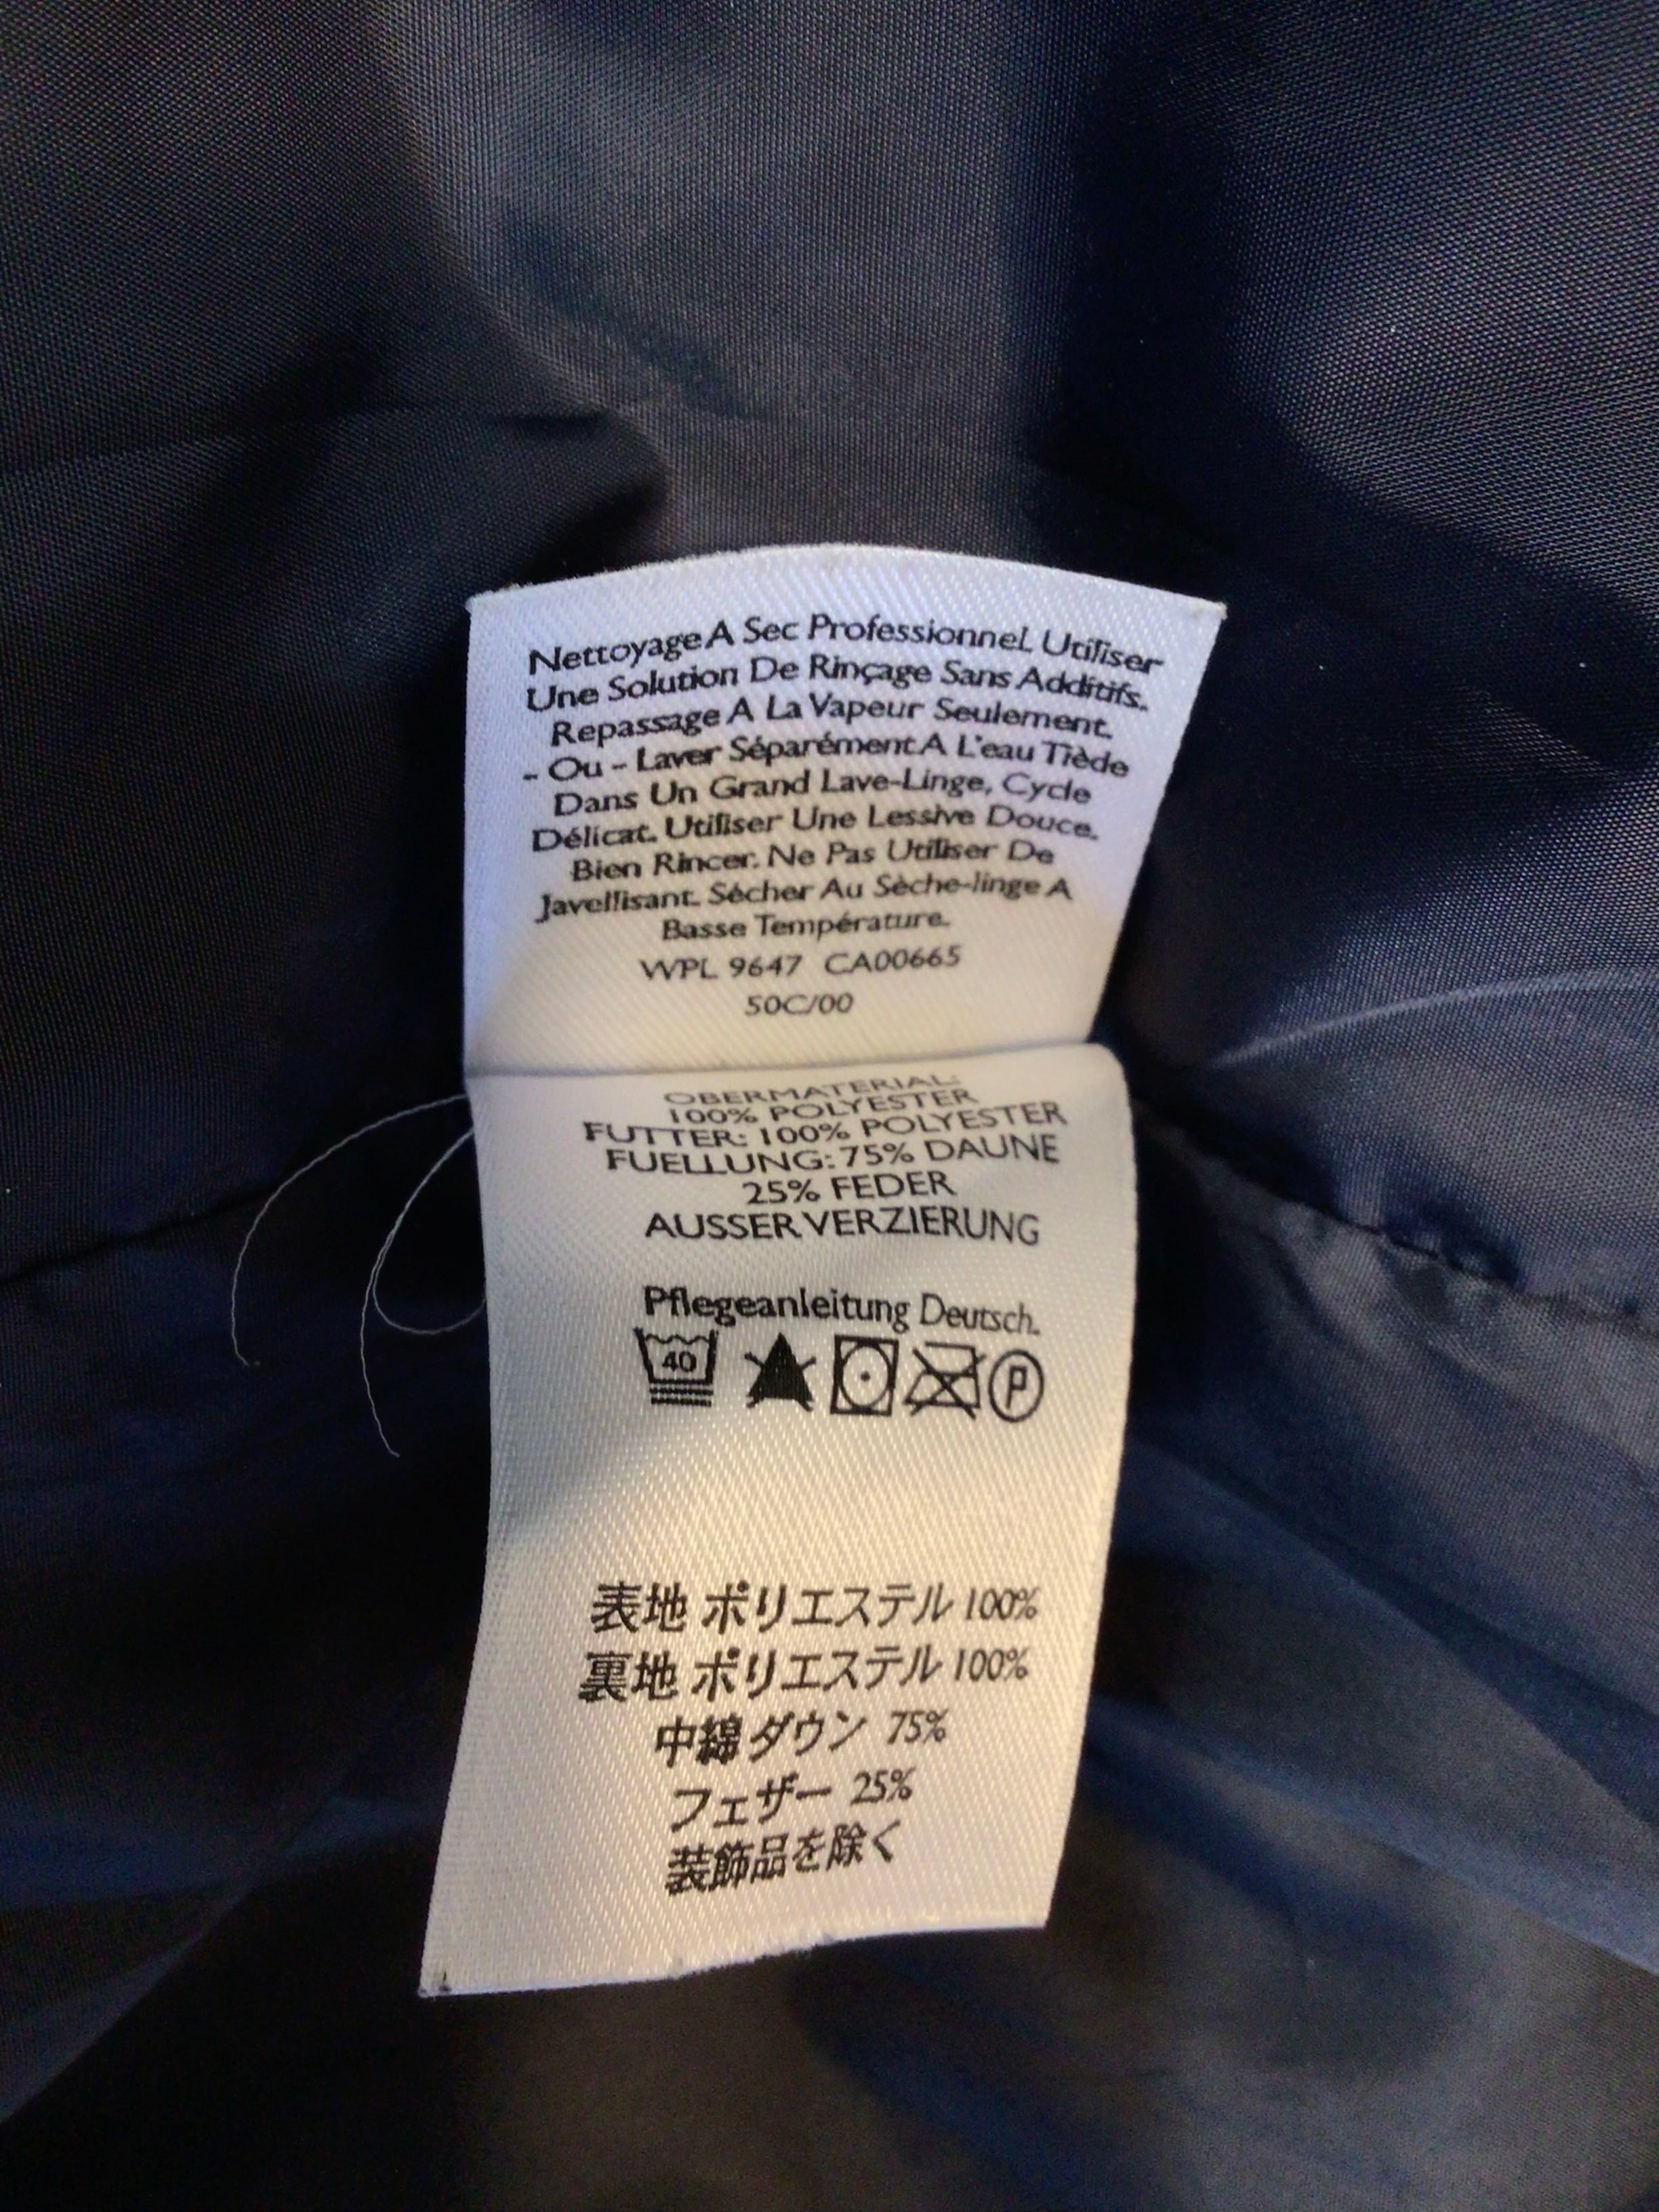 Nettoyage A Sec Professionnel. Utiliser
Une Solution De Rinçage Sans Additifs.
Repassage A La Vapeur Seulement.
- Ou - Laver Séparément A L'eau Tiède
Dans Un Grand Lave-Linge, Cycle
Délicat. Utiliser Une Lessive Douce.
Bien Rincer. Ne Pas Utiliser De
Javellisant. Sécher Au Sèche-linge A
Basse Température.
WPL 9647 CA00665
50C/00
OBERMATERIAL:
100% POLYESTER
FUTTER: 100% POLYESTER
FUELLUNG: 75% DAUNE
25% FEDER
AUSSER VERZIERUNG
Pflegeanleitung Deutsch.
40 P
表地 ポリエステル 100%
裏地 ポリエステル 100%
中綿 ダウン 75%
フェザー 25%
装飾品を除く